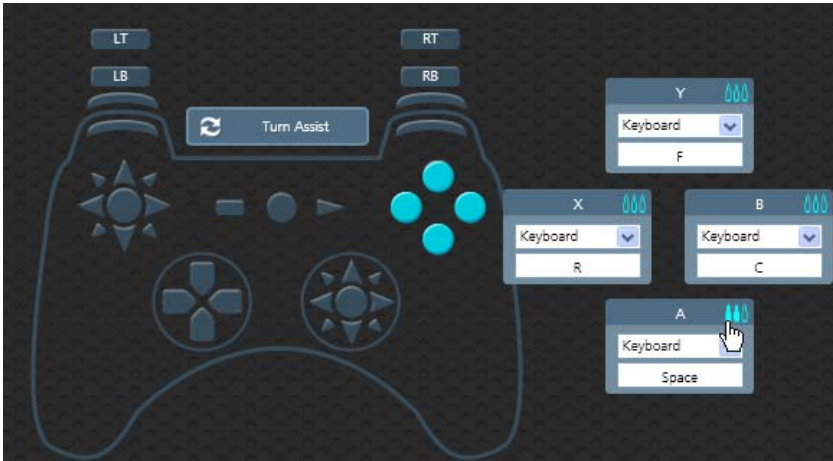 LT
RT
LB
RB
Turn Assist
Y
Keyboard
F
X
Keyboard
R
B
Keyboard
C
A
Keyboard
Space